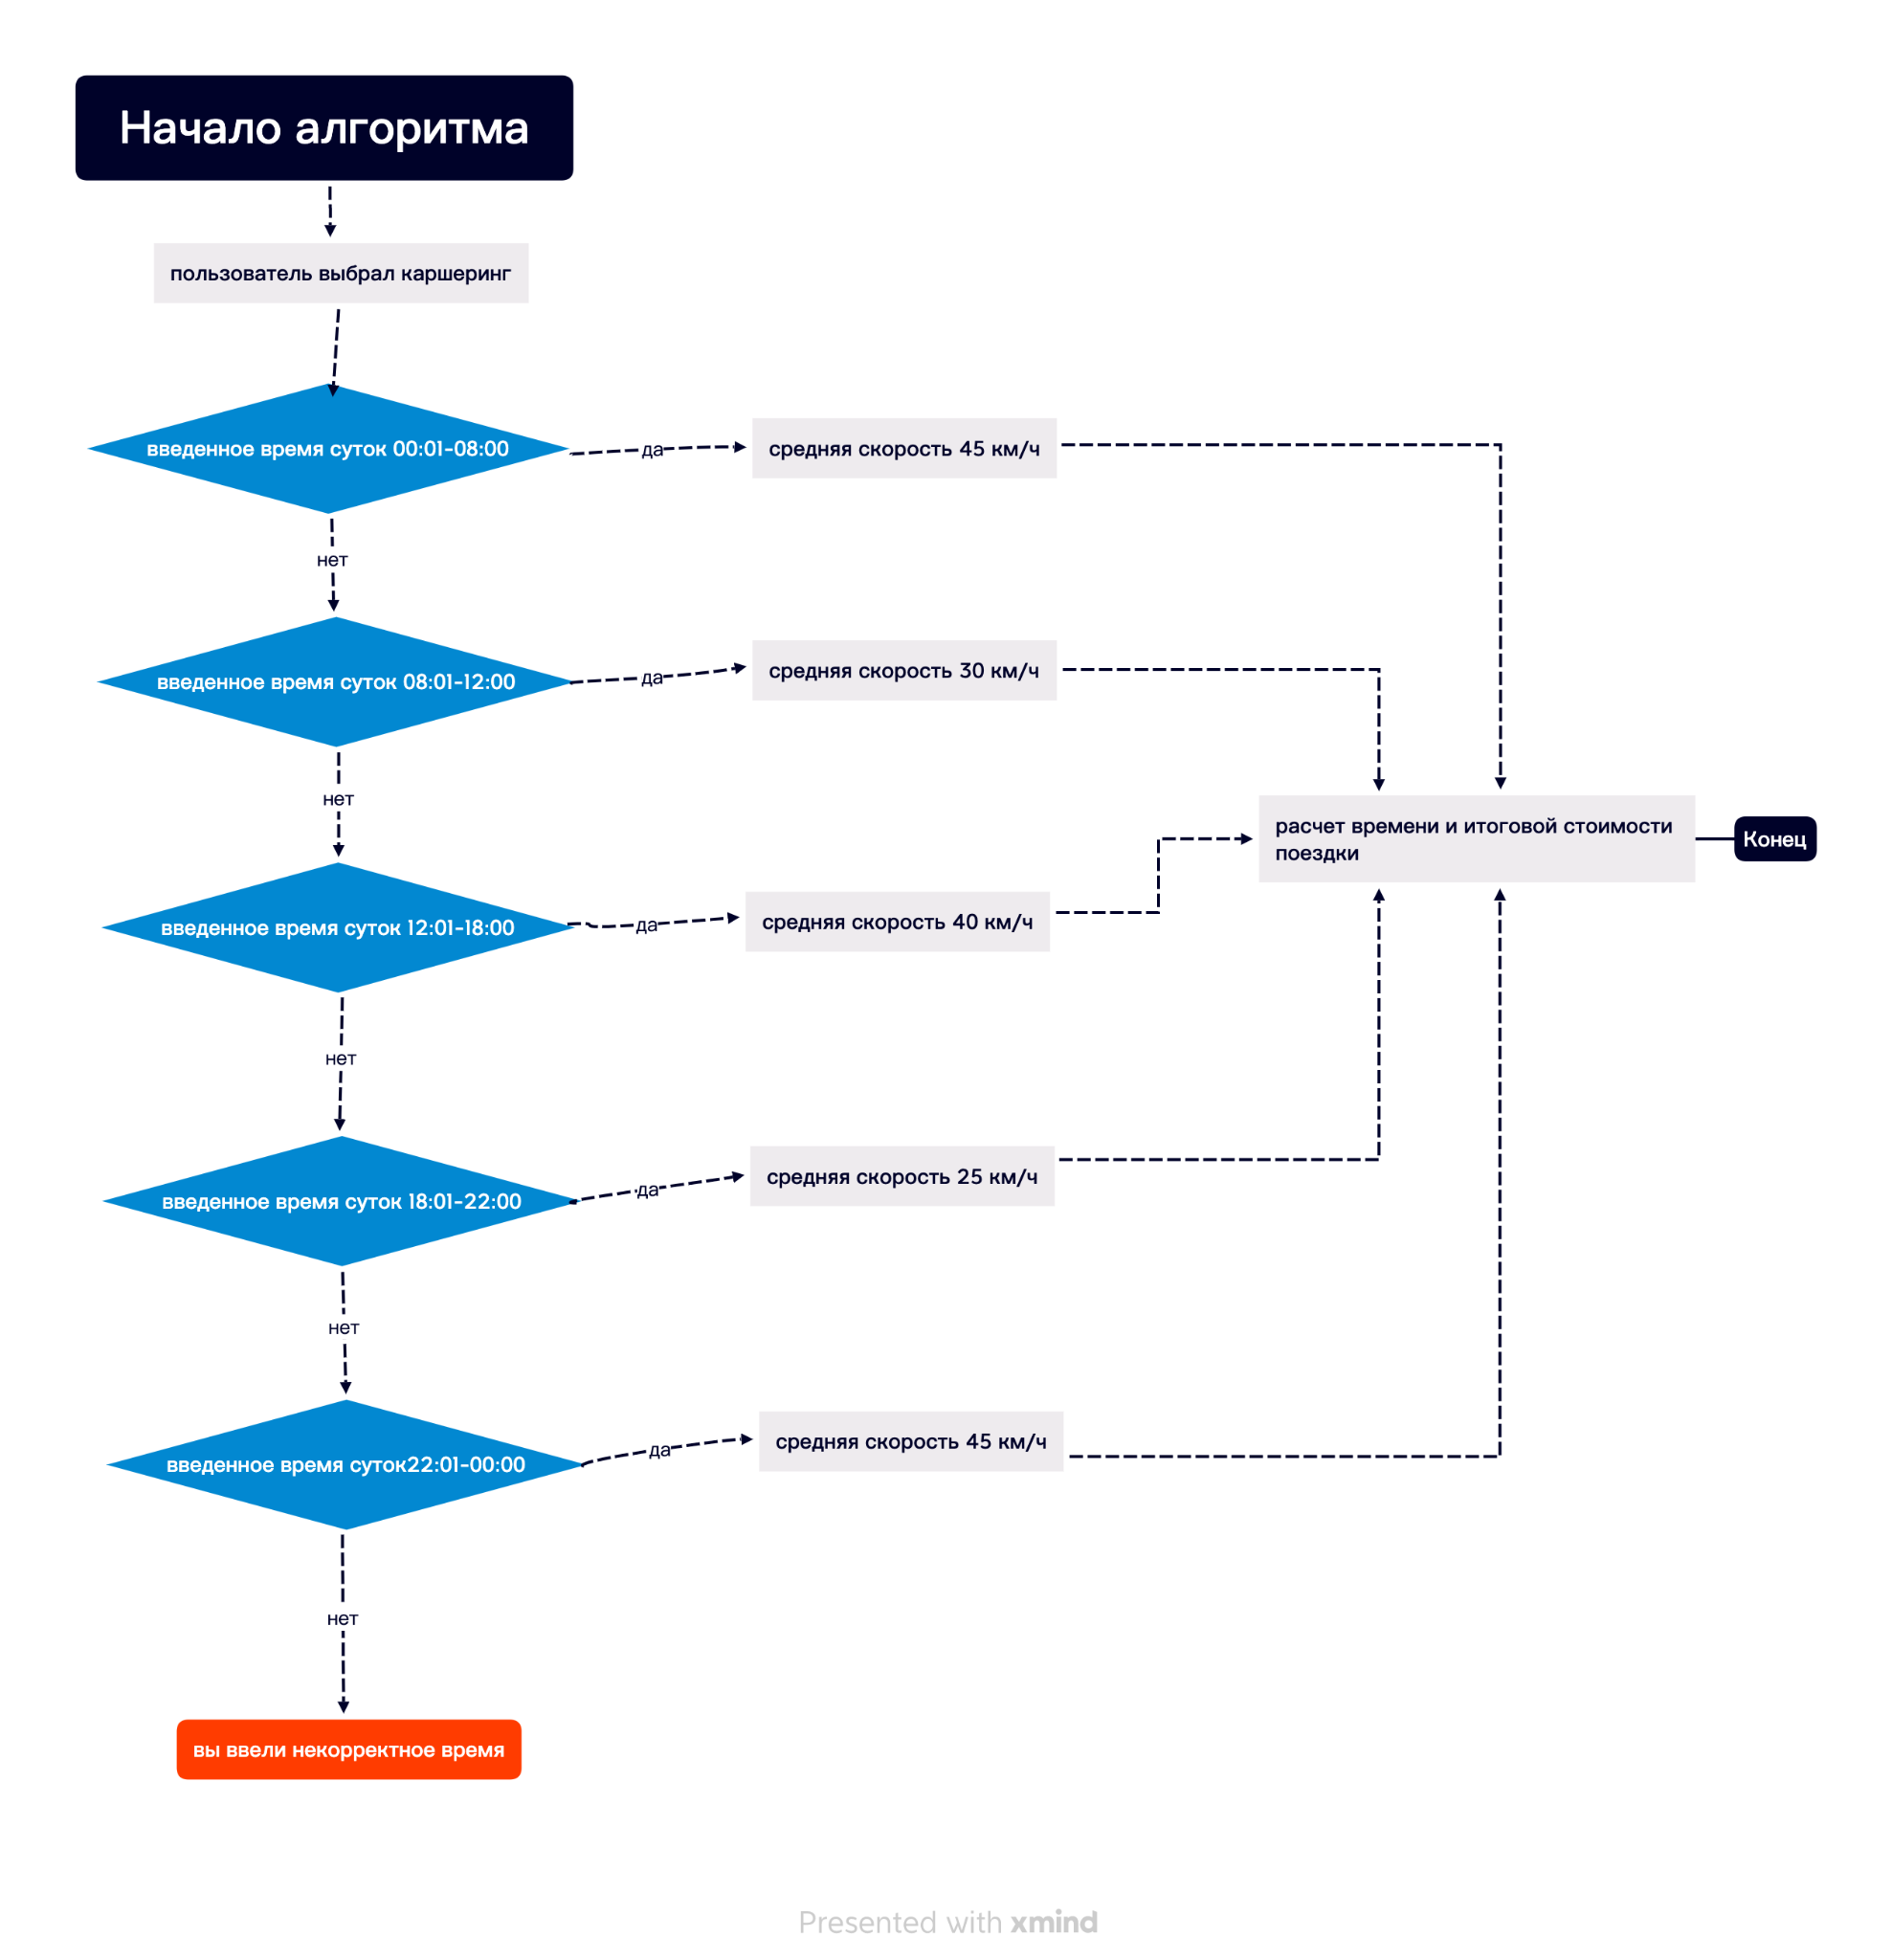 Начало алгоритма
пользователь выбрал каршеринг
введенное время суток 00:01-08:00
да
средняя скорость 45 км/ч
нет
введенное время суток 08:01-12:00
да
средняя скорость 30 км/ч
нет
расчет времени и итоговой стоимости
поездки
Конец
введенное время суток 12:01-18:00
да
средняя скорость 40 км/ч
нет
введенное время суток 18:01-22:00
да
средняя скорость 25 км/ч
нет
введенное время суток22:01-00:00
да
средняя скорость 45 км/ч
нет
вы ввели некорректное время
Presented with xmind